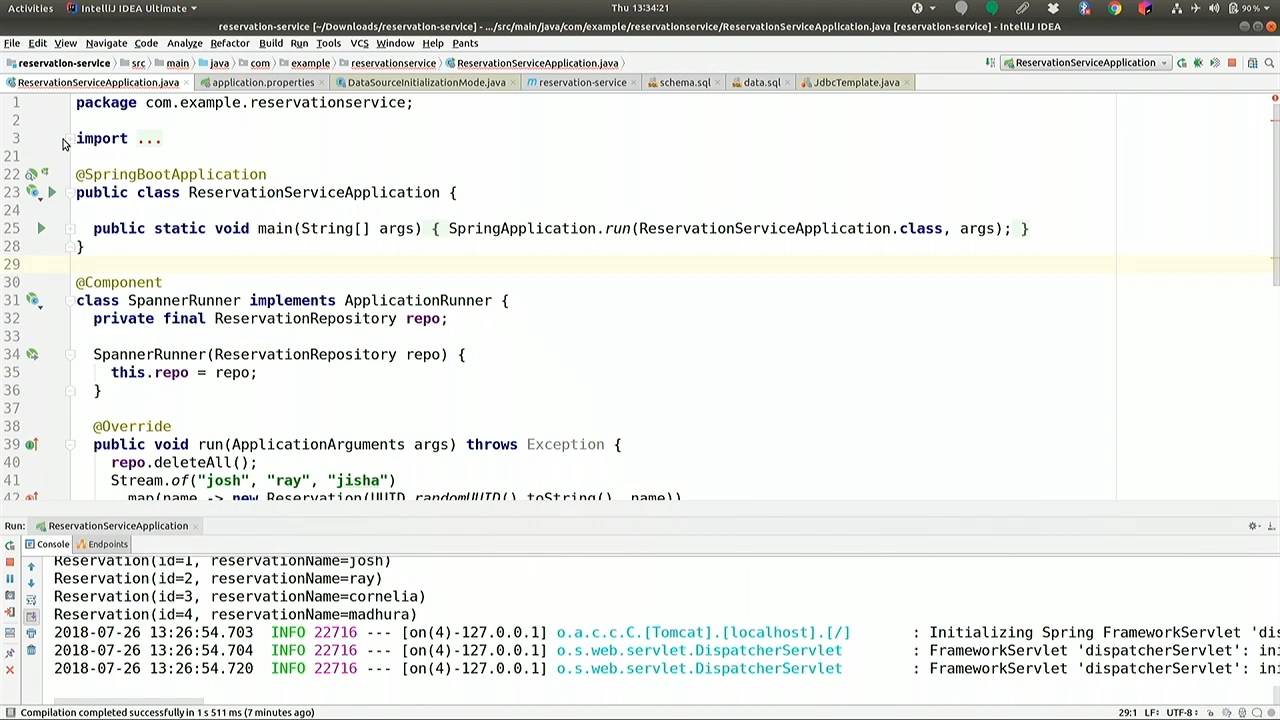 Activities IntelliJ IDEA Ultimate Thu 13:34:21 90 %
reservation-service [~/Downloads/reservation-service] - .../src/main/java/com/example/reservationservice/ReservationServiceApplication.java [reservation-service] - IntelliJ IDEA
File Edit View Navigate Code Analyze Refactor Build Run Tools VCS Window Help Pants
reservation-service src main java com example reservationservice ReservationServiceApplication.java ReservationServiceApplication
ReservationServiceApplication.java application.properties DataSourceInitializationMode.java reservation-service schema.sql data.sql JdbcTemplate.java
1 package com.example.reservationservice;
2
3 import ...
21
22 @SpringBootApplication
23 public class ReservationServiceApplication {
24
25 public static void main(String[] args) { SpringApplication.run(ReservationServiceApplication.class, args); }
28 }
29
30 @Component
31 class SpannerRunner implements ApplicationRunner {
32 private final ReservationRepository repo;
33
34 SpannerRunner(ReservationRepository repo) {
35 this.repo = repo;
36 }
37
38 @Override
39 public void run(ApplicationArguments args) throws Exception {
40 repo.deleteAll();
41 Stream.of("josh", "ray", "jisha")
42 .map(name -> new Reservation(UUID.randomUUID().toString(), name))
Run: ReservationServiceApplication
Console Endpoints
Reservation(id=1, reservationName=josh)
Reservation(id=2, reservationName=ray)
Reservation(id=3, reservationName=cornelia)
Reservation(id=4, reservationName=madhura)
2018-07-26 13:26:54.703 INFO 22716 --- [on(4)-127.0.0.1] o.a.c.c.C.[Tomcat].[localhost].[/] : Initializing Spring FrameworkServlet 'dis
2018-07-26 13:26:54.704 INFO 22716 --- [on(4)-127.0.0.1] o.s.web.servlet.DispatcherServlet : FrameworkServlet 'dispatcherServlet': ini
2018-07-26 13:26:54.720 INFO 22716 --- [on(4)-127.0.0.1] o.s.web.servlet.DispatcherServlet : FrameworkServlet 'dispatcherServlet': ini
Compilation completed successfully in 1 s 511 ms (7 minutes ago) 29:1 LF÷ UTF-8÷